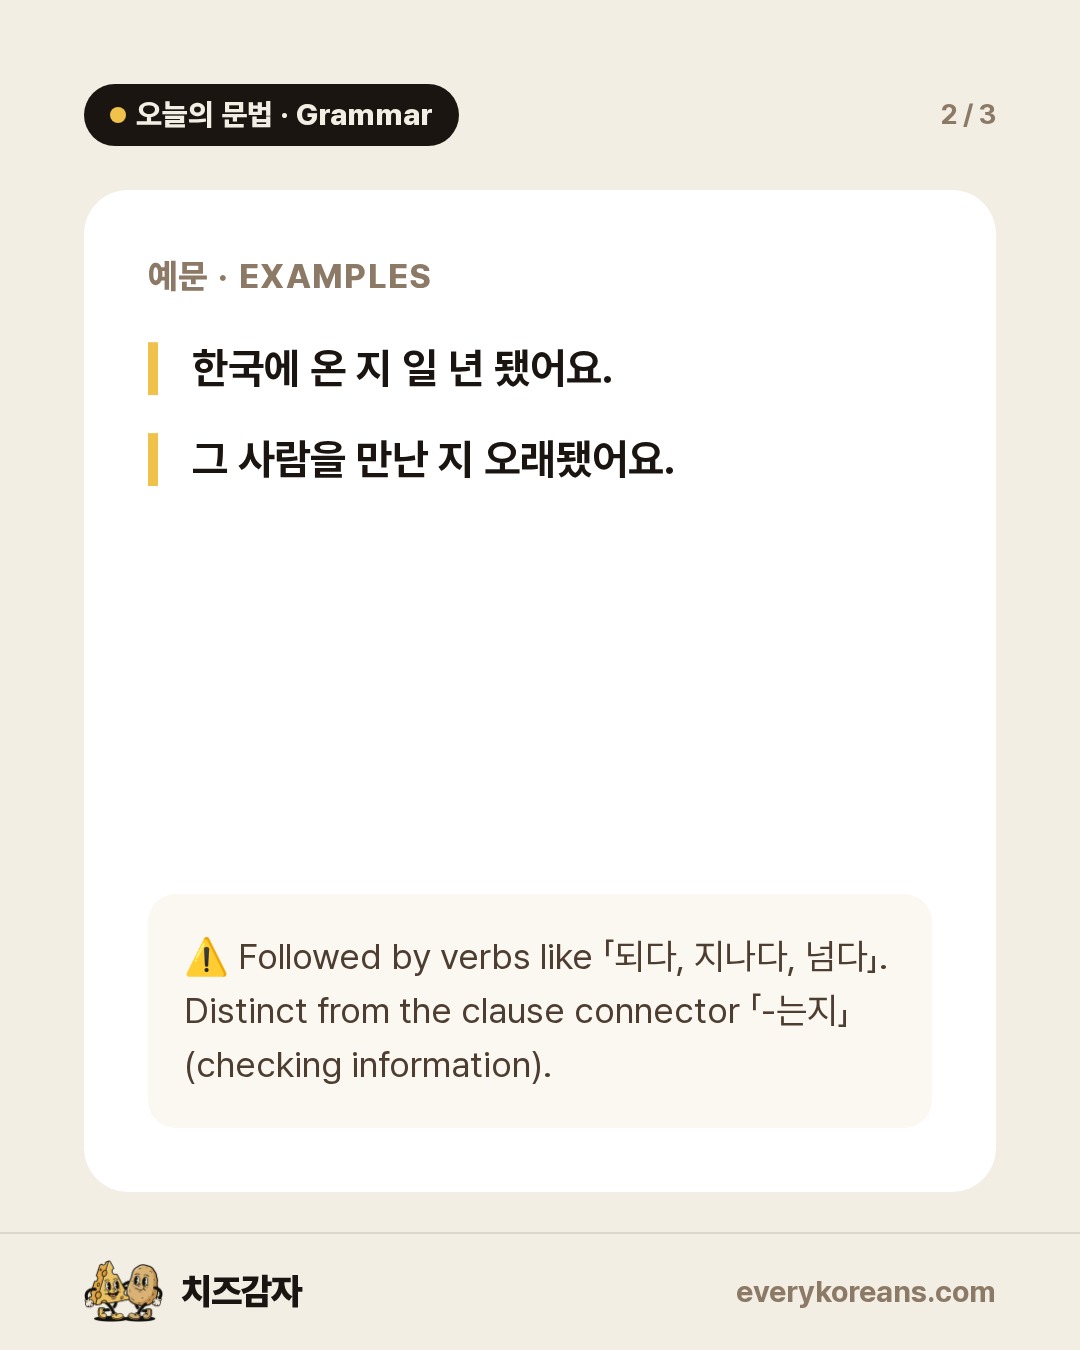 오늘의 문법 · Grammar
2 / 3
예문 · EXAMPLES
한국에 온 지 일 년 됐어요.
그 사람을 만난 지 오래됐어요.
⚠️ Followed by verbs like 「되다, 지나다, 넘다」.
Distinct from the clause connector 「-는지」
(checking information).
치즈감자
everykoreans.com